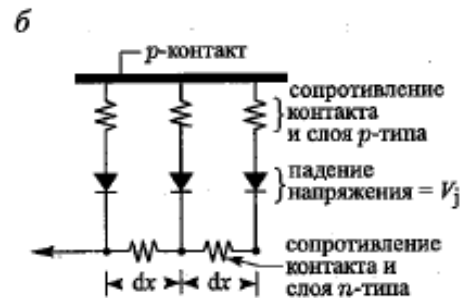 б
p-контакт
сопротивление
контакта
и слоя p-типа
падение
напряжения = Vj
сопротивление
контакта и
слоя n-типа
dx
dx